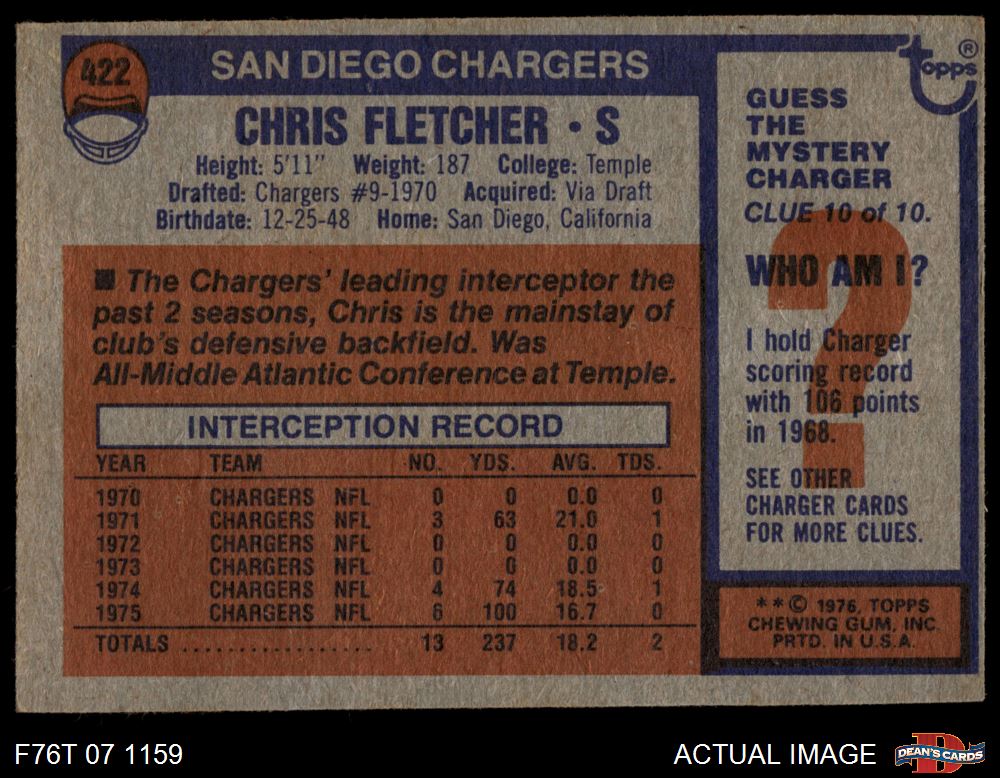 422
SAN DIEGO CHARGERS
CHRIS FLETCHER • S
Height: 5'11" Weight: 187 College: Temple
Drafted: Chargers #9-1970 Acquired: Via Draft
Birthdate: 12-25-48 Home: San Diego, California
■ The Chargers' leading interceptor the
past 2 seasons, Chris is the mainstay of
club's defensive backfield. Was
All-Middle Atlantic Conference at Temple.
INTERCEPTION RECORD
YEAR TEAM NO. YDS. AVG. TDS.
1970 CHARGERS NFL 0 0 0.0 0
1971 CHARGERS NFL 3 63 21.0 1
1972 CHARGERS NFL 0 0 0.0 0
1973 CHARGERS NFL 0 0 0.0 0
1974 CHARGERS NFL 4 74 18.5 1
1975 CHARGERS NFL 6 100 16.7 0
TOTALS ................. 13 237 18.2 2
topps ®
GUESS
THE
MYSTERY
CHARGER
CLUE 10 of 10.
?
WHO AM I?
I hold Charger
scoring record
with 106 points
in 1968.
SEE OTHER
CHARGER CARDS
FOR MORE CLUES.
**© 1976, TOPPS
CHEWING GUM, INC.
PRTD. IN U.S.A.
F76T 07 1159
ACTUAL IMAGE
DEAN'S CARDS